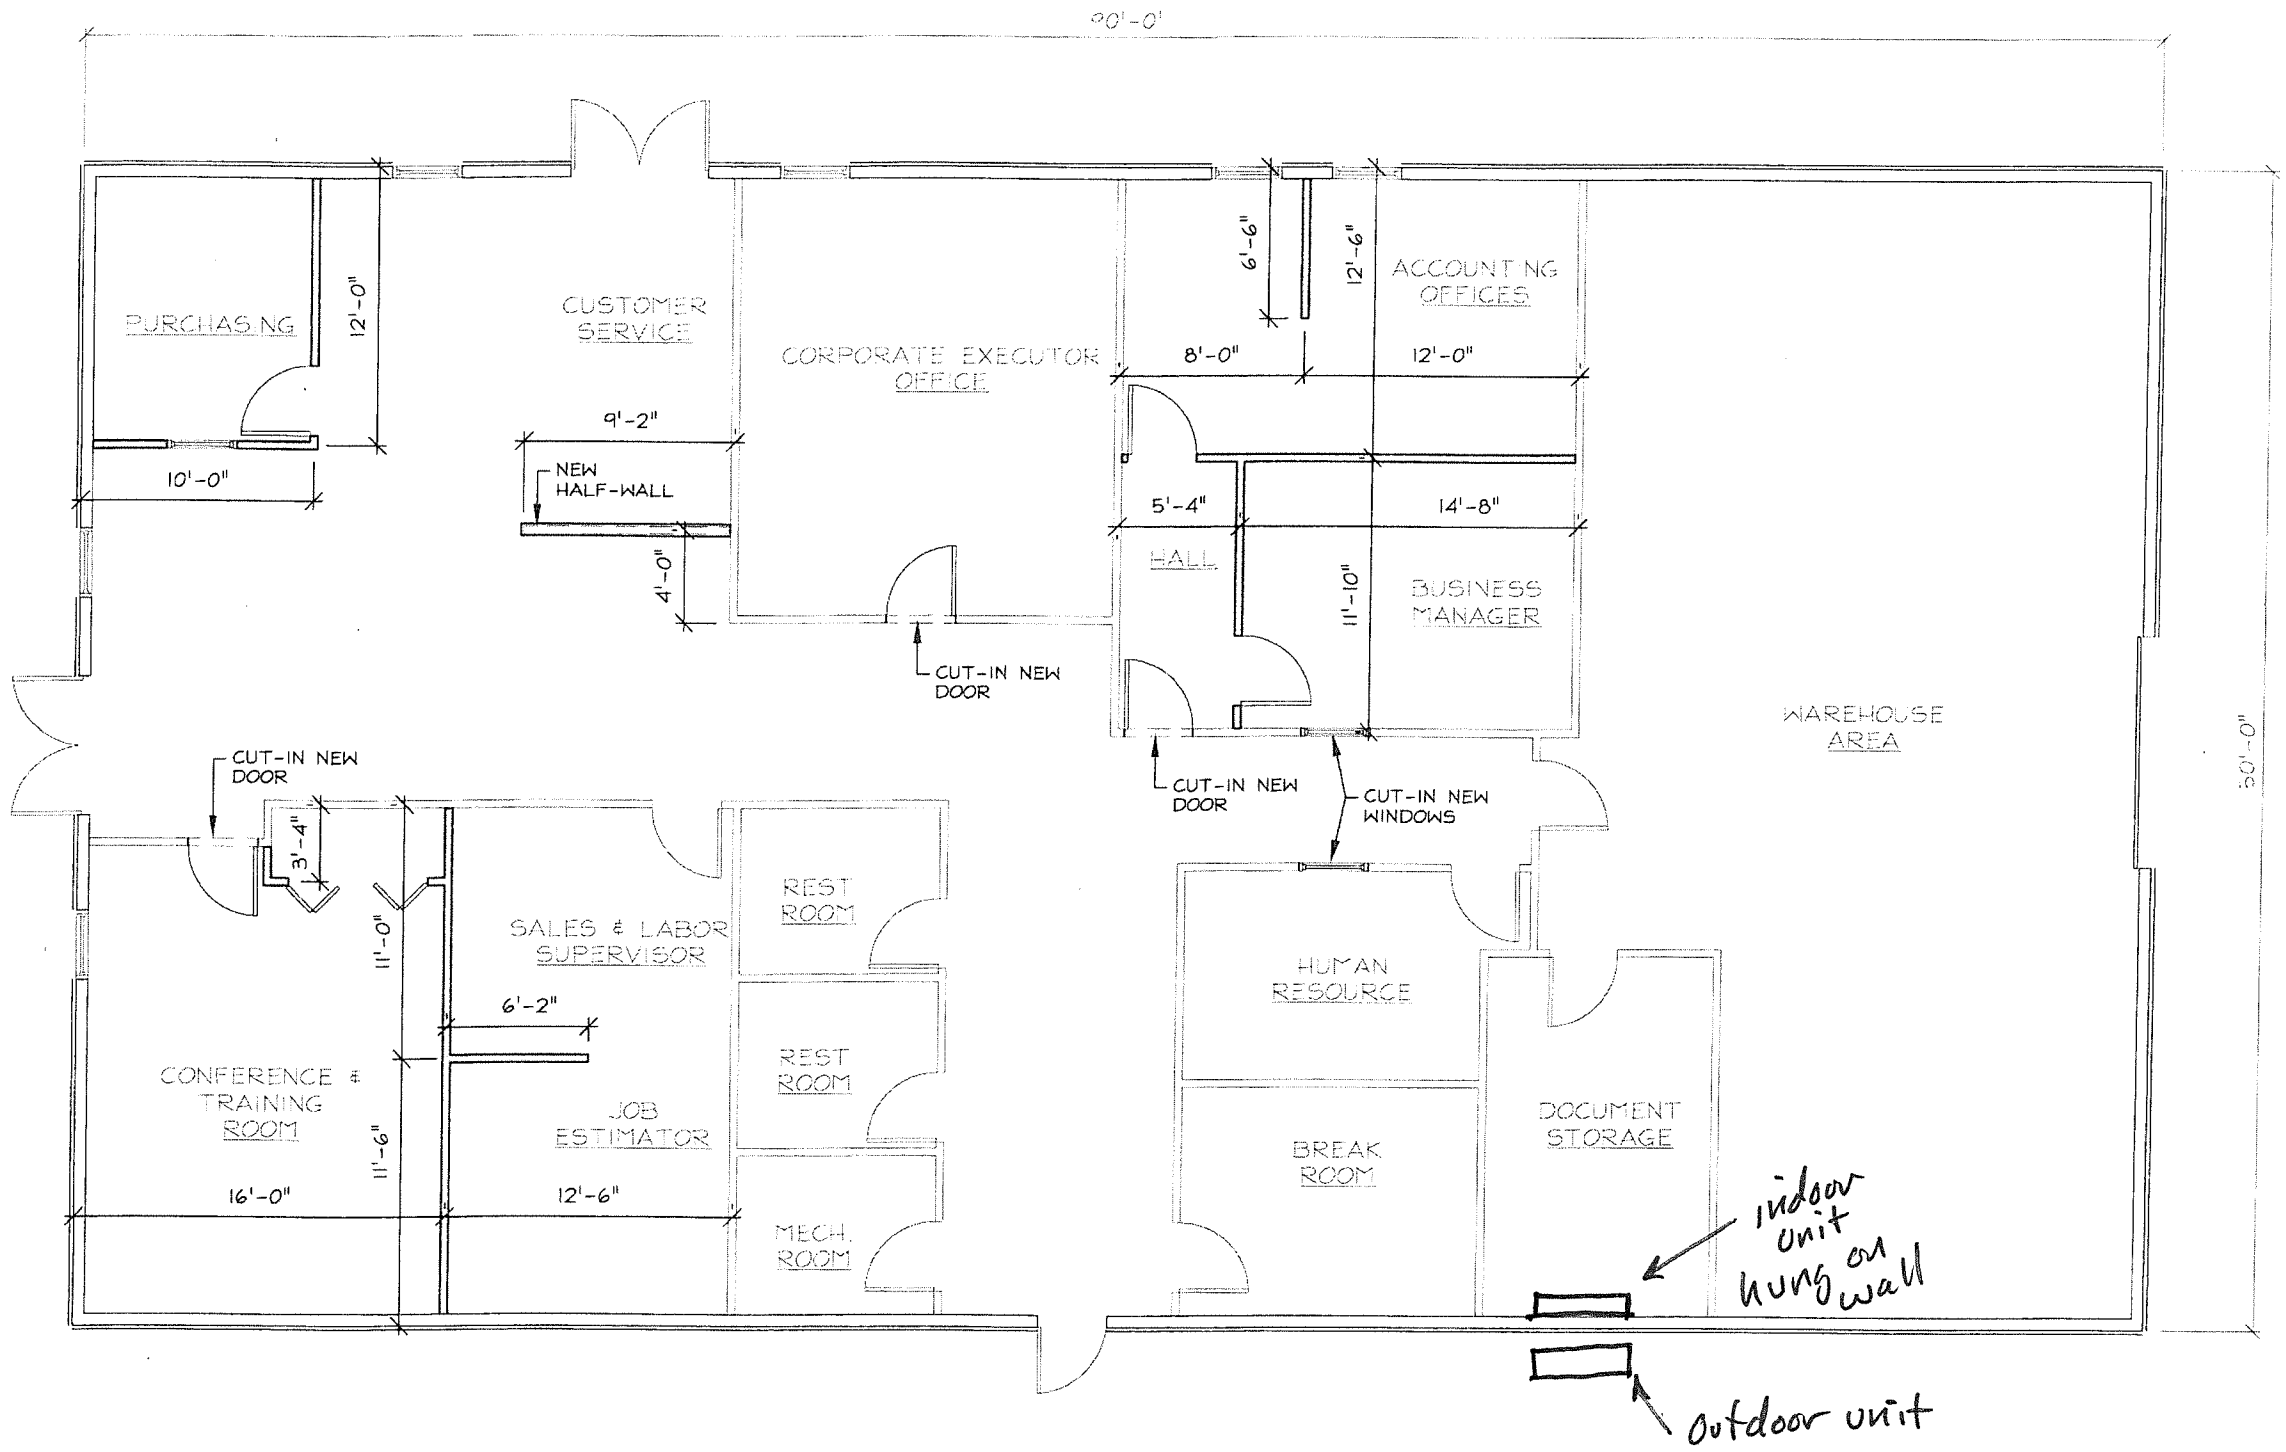 90'-0"
6'-6"
12'-6"
ACCOUNTING
OFFICES
PURCHASING
12'-0"
CUSTOMER
SERVICE
CORPORATE EXECUTOR
OFFICE
8'-0"
12'-0"
9'-2"
10'-0"
NEW
HALF-WALL
5'-4"
14'-8"
4'-0"
HALL
11'-10"
BUSINESS
MANAGER
CUT-IN NEW
DOOR
WAREHOUSE
AREA
50'-0"
CUT-IN NEW
DOOR
CUT-IN NEW
DOOR
CUT-IN NEW
WINDOWS
3'-4"
11'-0"
REST
ROOM
SALES & LABOR
SUPERVISOR
HUMAN
RESOURCE
6'-2"
REST
ROOM
CONFERENCE &
TRAINING
ROOM
JOB
ESTIMATOR
DOCUMENT
STORAGE
11'-6"
BREAK
ROOM
16'-0"
12'-6"
MECH.
ROOM
indoor
unit
hung on
wall
outdoor unit